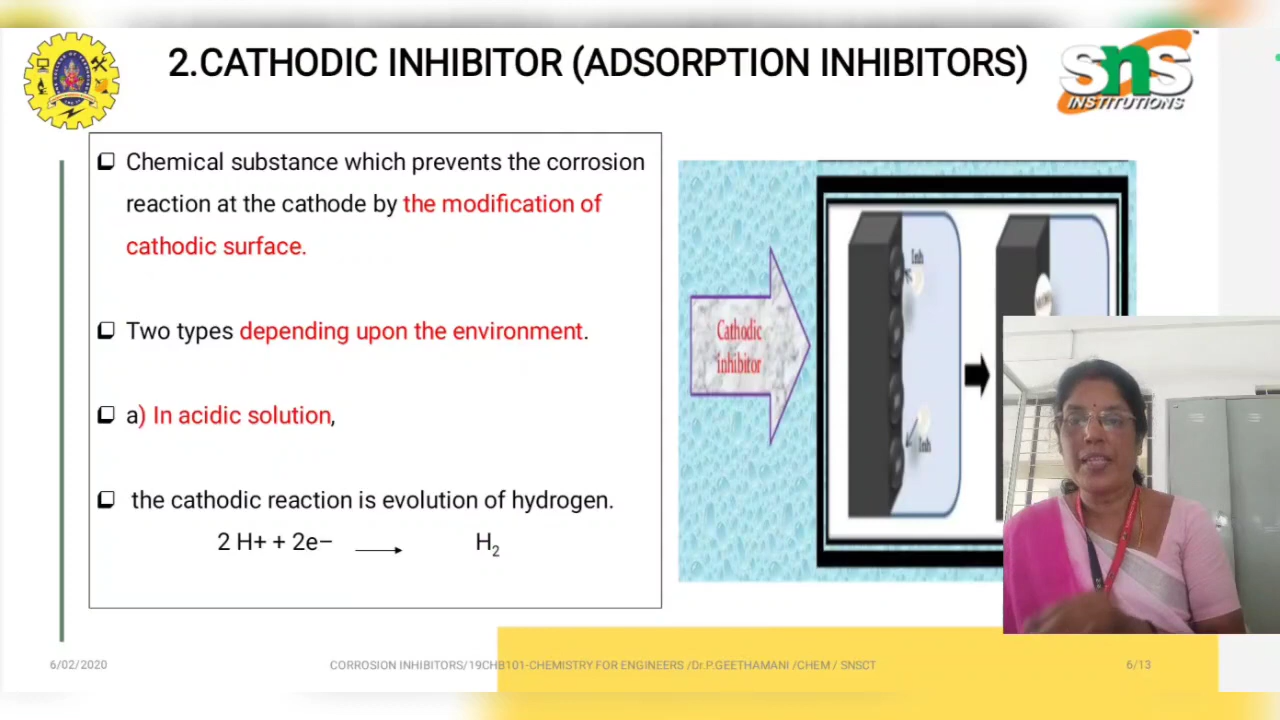 2.CATHODIC INHIBITOR (ADSORPTION INHIBITORS)
SNS
INSTITUTIONS
❑ Chemical substance which prevents the corrosion
reaction at the cathode by the modification of
cathodic surface.
❑ Two types depending upon the environment.
❑ a) In acidic solution,
❑ the cathodic reaction is evolution of hydrogen.
2 H+ + 2e− ⟶ H₂
Cathodic
inhibitor
Inh
Inh
6/02/2020
CORROSION INHIBITORS/19CHB101-CHEMISTRY FOR ENGINEERS /Dr.P.GEETHAMANI /CHEM / SNSCT
6/13